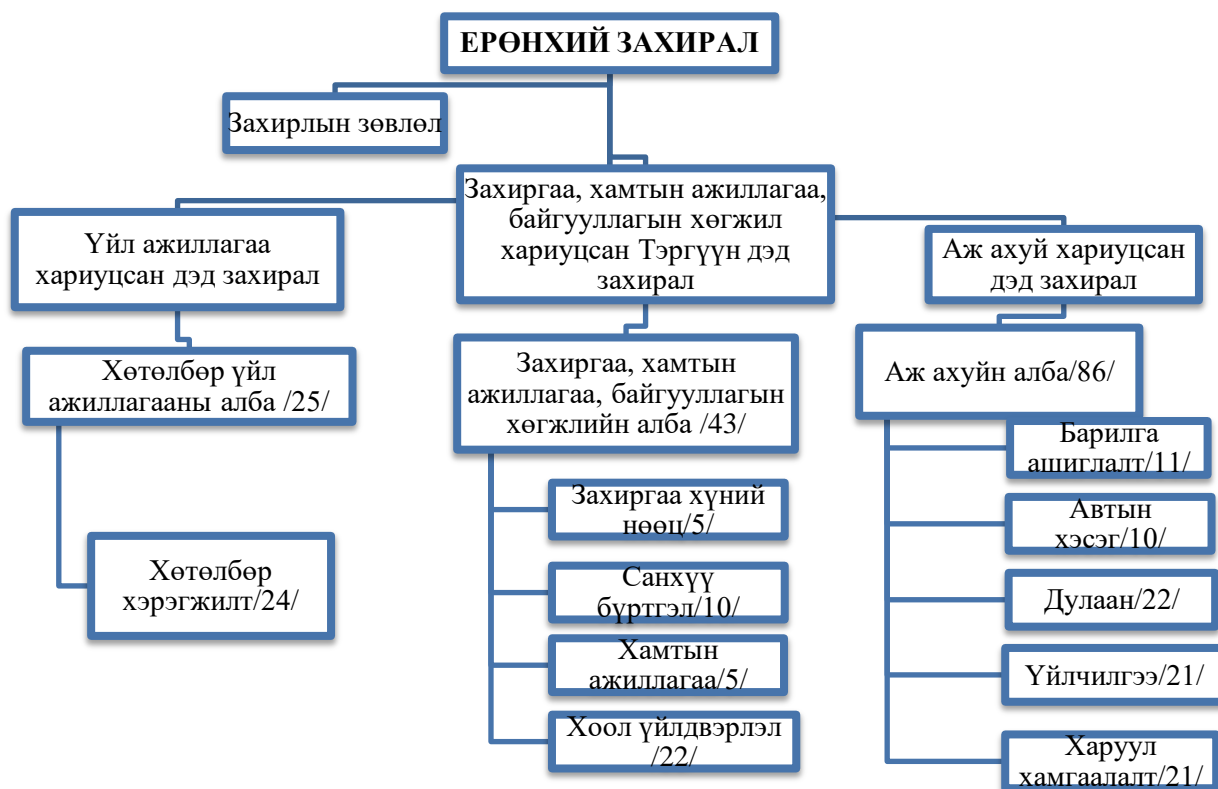 ЕРӨНХИЙ ЗАХИРАЛ
Захирлын зөвлөл
Захиргаа, хамтын ажиллагаа,
байгууллагын хөгжил
хариуцсан Тэргүүн дэд
захирал
Үйл ажиллагаа
хариуцсан дэд захирал
Аж ахуй хариуцсан
дэд захирал
Хөтөлбөр үйл
ажиллагааны алба /25/
Хөтөлбөр
хэрэгжилт/24/
Захиргаа, хамтын
ажиллагаа, байгууллагын
хөгжлийн алба /43/
Захиргаа хүний
нөөц/5/
Санхүү
бүртгэл/10/
Хамтын
ажиллагаа/5/
Хоол үйлдвэрлэл
/22/
Аж ахуйн алба/86/
Барилга
ашиглалт/11/
Автын
хэсэг/10/
Дулаан/22/
Үйлчилгээ/21/
Харуул
хамгаалалт/21/